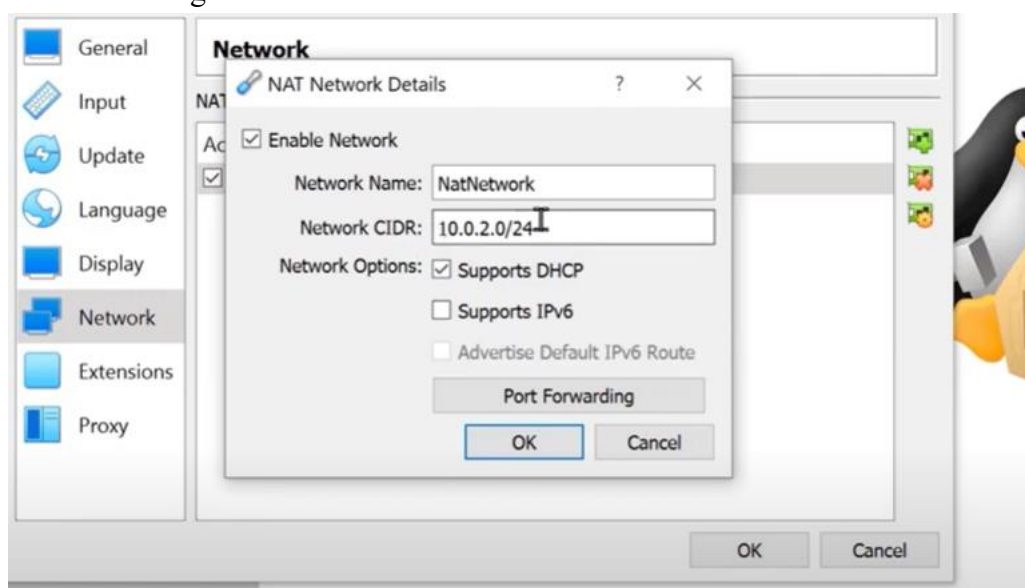 General
Input
Update
Language
Display
Network
Extensions
Proxy
Network
NAT
NAT Network Details ? ×
Enable Network
Network Name: NatNetwork
Network CIDR: 10.0.2.0/24
Network Options: Supports DHCP
Supports IPv6
Advertise Default IPv6 Route
Port Forwarding
OK Cancel
OK Cancel